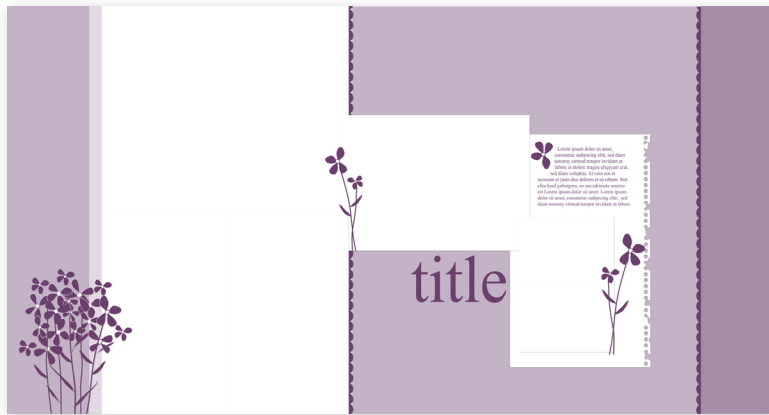 Lorem ipsum dolor sit amet,
consetetur sadipscing elitr, sed diam
nonumy eirmod tempor invidunt ut
labore et dolore magna aliquyam erat,
sed diam voluptua. At vero eos et
accusam et justo duo dolores et ea rebum. Stet
clita kasd gubergren, no sea takimata sanctus
est Lorem ipsum dolor sit amet. Lorem ipsum
dolor sit amet, consetetur sadipscing elitr, sed
diam nonumy eirmod tempor invidunt ut labore
title